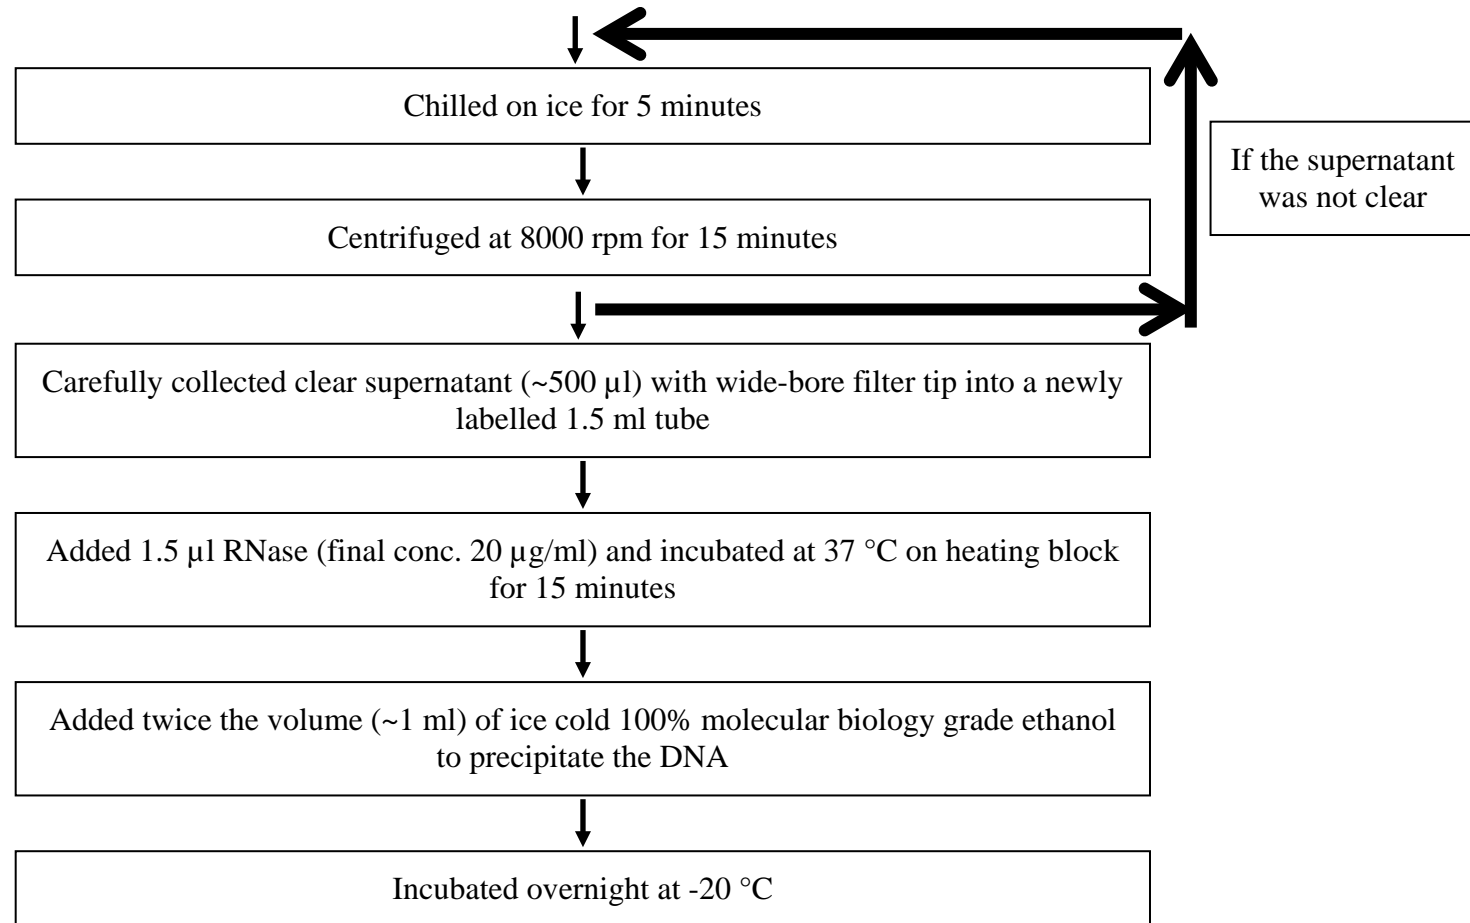 Chilled on ice for 5 minutes
If the supernatant
was not clear
Centrifuged at 8000 rpm for 15 minutes
Carefully collected clear supernatant (~500 µl) with wide-bore filter tip into a newly
labelled 1.5 ml tube
Added 1.5 µl RNase (final conc. 20 µg/ml) and incubated at 37 °C on heating block
for 15 minutes
Added twice the volume (~1 ml) of ice cold 100% molecular biology grade ethanol
to precipitate the DNA
Incubated overnight at -20 °C